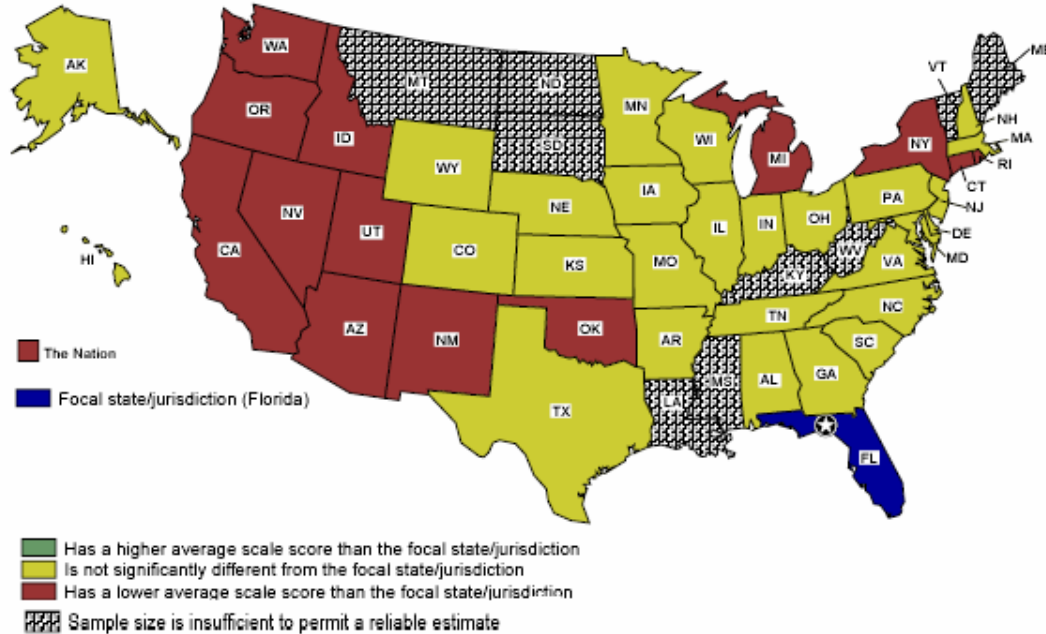 AK
WA
MT
ND
MN
VT
ME
OR
ID
SD
WI
MI
NY
NH
MA
RI
CT
WY
IA
NE
PA
NJ
NV
UT
IL
IN
OH
DE
MD
CA
CO
KS
MO
WV
VA
KY
HI
TN
NC
AZ
NM
OK
AR
SC
MS
AL
GA
LA
TX
FL
The Nation
Focal state/jurisdiction (Florida)
Has a higher average scale score than the focal state/jurisdiction
Is not significantly different from the focal state/jurisdiction
Has a lower average scale score than the focal state/jurisdiction
Sample size is insufficient to permit a reliable estimate